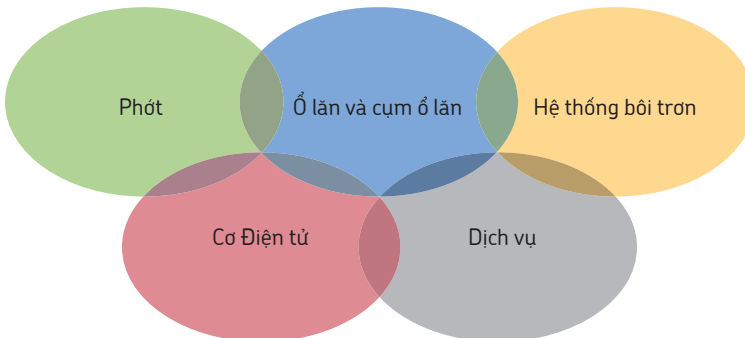 Phớt
Ổ lăn và cụm ổ lăn
Hệ thống bôi trơn
Cơ Điện tử
Dịch vụ